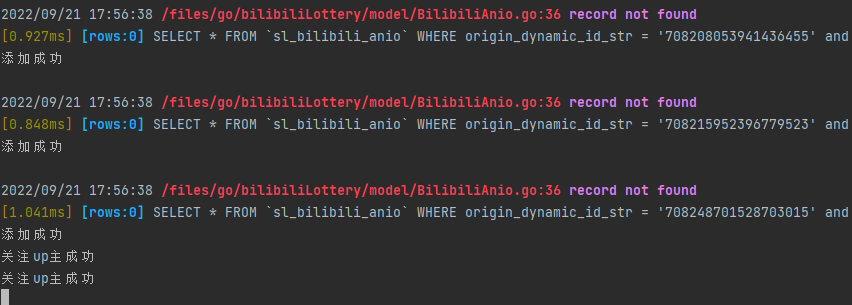 2022/09/21 17:56:38 /files/go/bilibiliLottery/model/BilibiliAnio.go:36 record not found
[0.927ms] [rows:0] SELECT * FROM `sl_bilibili_anio` WHERE origin_dynamic_id_str = '708208053941436455' and
添加成功
2022/09/21 17:56:38 /files/go/bilibiliLottery/model/BilibiliAnio.go:36 record not found
[0.848ms] [rows:0] SELECT * FROM `sl_bilibili_anio` WHERE origin_dynamic_id_str = '708215952396779523' and
添加成功
2022/09/21 17:56:38 /files/go/bilibiliLottery/model/BilibiliAnio.go:36 record not found
[1.041ms] [rows:0] SELECT * FROM `sl_bilibili_anio` WHERE origin_dynamic_id_str = '708248701528703015' and
添加成功
关注up主成功
关注up主成功